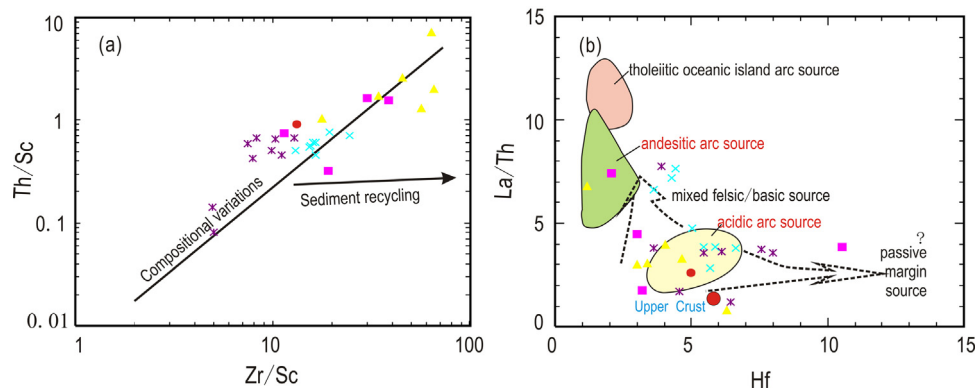 (a)
10
1
0.1
0.01
Th/Sc
Compositional variations
Sediment recycling
1
10
100
Zr/Sc
(b)
15
10
5
0
La/Th
tholeiitic oceanic island arc source
andesitic arc source
mixed felsic/basic source
acidic arc source
?
passive
margin
source
Upper Crust
0
5
10
15
Hf